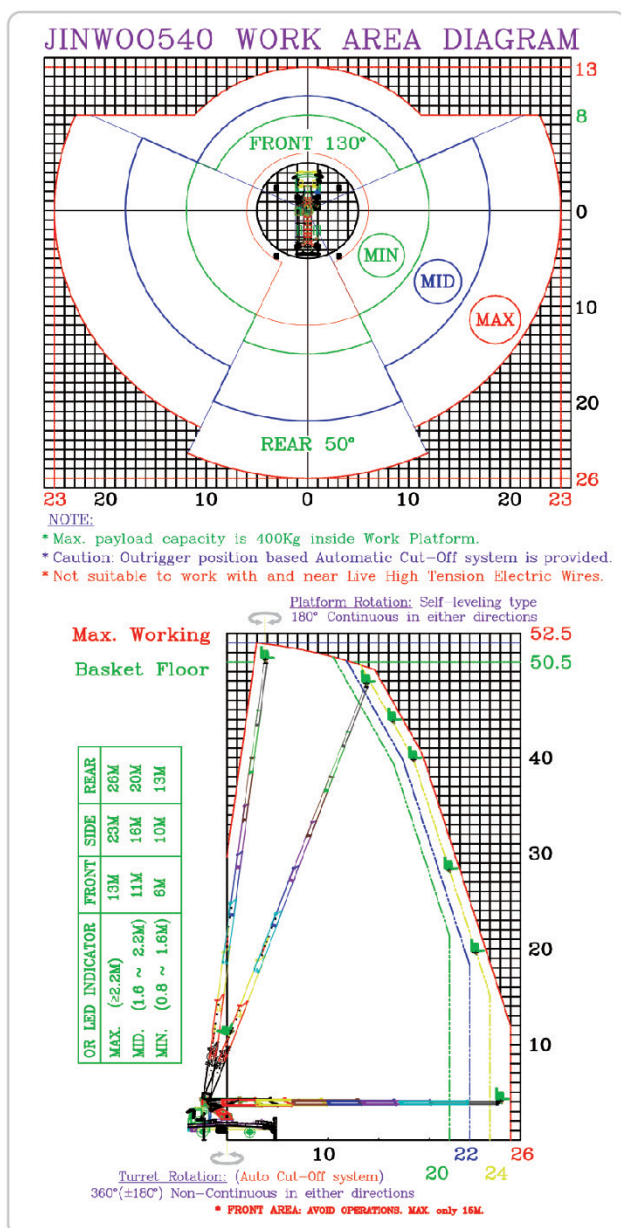 JINWOO540 WORK AREA DIAGRAM
13
8
0
10
20
26
FRONT 130°
MIN
MID
MAX
REAR 50°
23 20 10 0 10 20 23
NOTE:
* Max. payload capacity is 400Kg inside Work Platform.
* Caution: Outrigger position based Automatic Cut-Off system is provided.
* Not suitable to work with and near Live High Tension Electric Wires.
Platform Rotation: Self-leveling type
180° Continuous in either directions
Max. Working
52.5
Basket Floor
50.5
40
30
20
10
OR LED INDICATOR FRONT SIDE REAR
MAX. (≥2.2M) 13M 23M 26M
MID. (1.6 ~ 2.2M) 11M 16M 20M
MIN. (0.8 ~ 1.6M) 6M 10M 13M
10 20 22 24 26
Turret Rotation: (Auto Cut-Off system)
360°(±180°) Non-Continuous in either directions
* FRONT AREA: AVOID OPERATIONS. MAX. only 15M.